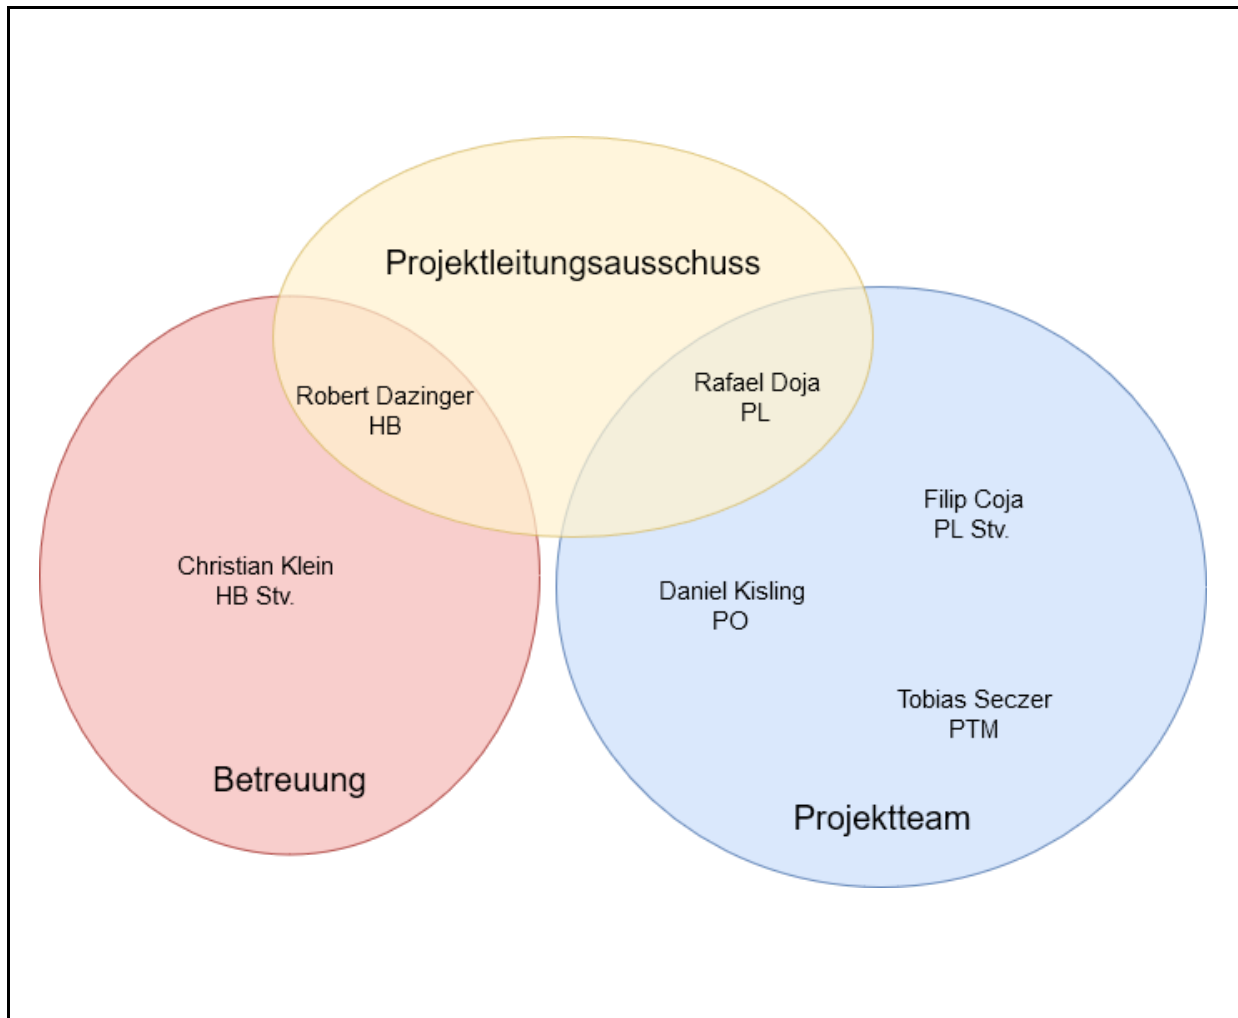 Projektleitungsausschuss
Robert Dazinger
HB
Rafael Doja
PL
Filip Coja
PL Stv.
Christian Klein
HB Stv.
Daniel Kisling
PO
Tobias Seczer
PTM
Betreuung
Projektteam